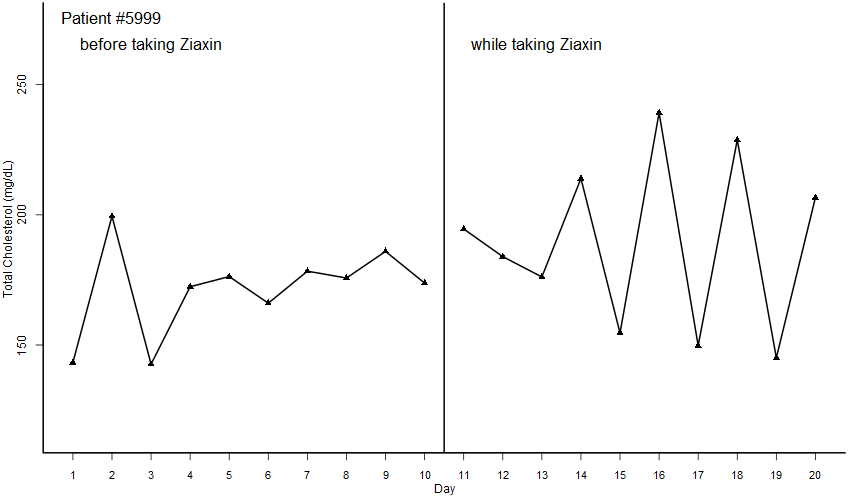 Patient #5999
before taking Ziaxin
while taking Ziaxin
Total Cholesterol (mg/dL)
250
200
150
1 2 3 4 5 6 7 8 9 10 11 12 13 14 15 16 17 18 19 20
Day